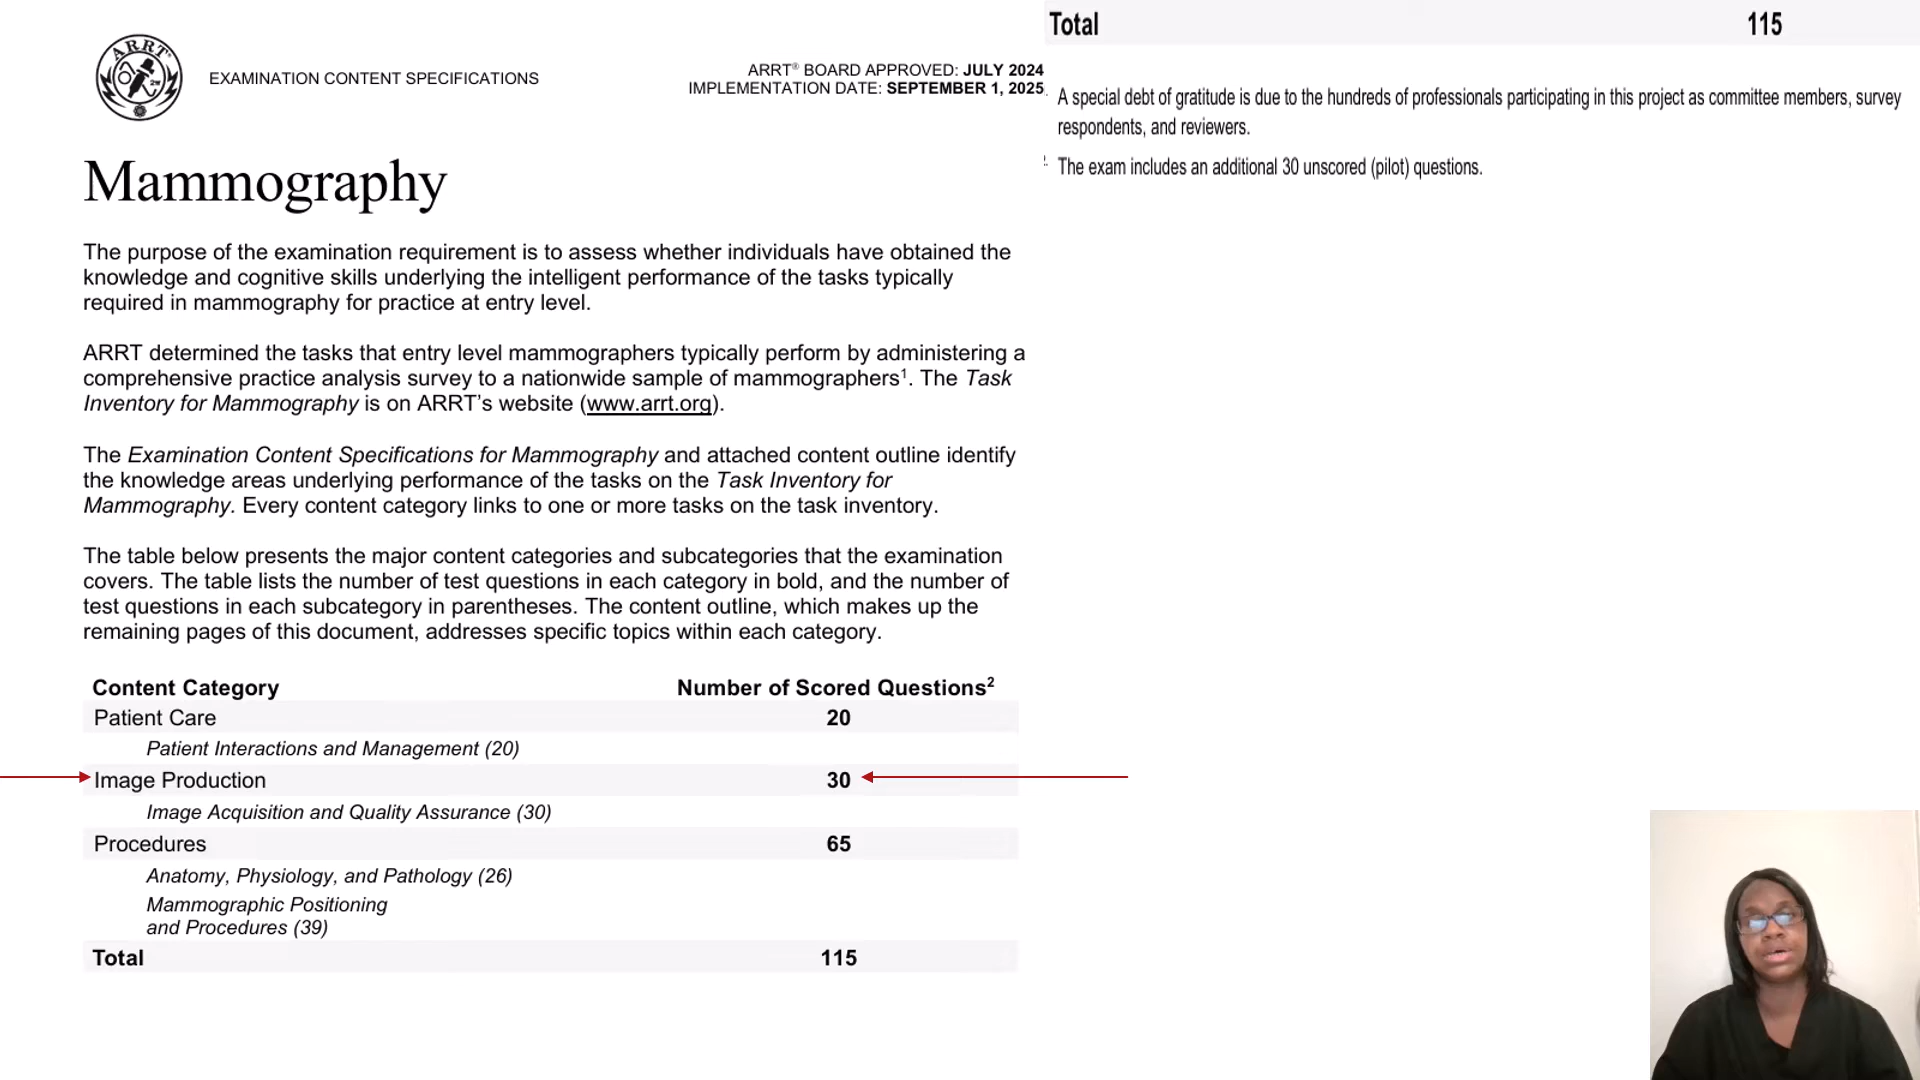 ARRT®
EXAMINATION CONTENT SPECIFICATIONS
ARRT® BOARD APPROVED: JULY 2024
IMPLEMENTATION DATE: SEPTEMBER 1, 2025
Mammography
The purpose of the examination requirement is to assess whether individuals have obtained the
knowledge and cognitive skills underlying the intelligent performance of the tasks typically
required in mammography for practice at entry level.
ARRT determined the tasks that entry level mammographers typically perform by administering a
comprehensive practice analysis survey to a nationwide sample of mammographers¹. The Task
Inventory for Mammography is on ARRT’s website (www.arrt.org).
The Examination Content Specifications for Mammography and attached content outline identify
the knowledge areas underlying performance of the tasks on the Task Inventory for
Mammography. Every content category links to one or more tasks on the task inventory.
The table below presents the major content categories and subcategories that the examination
covers. The table lists the number of test questions in each category in bold, and the number of
test questions in each subcategory in parentheses. The content outline, which makes up the
remaining pages of this document, addresses specific topics within each category.
Content Category Number of Scored Questions²
Patient Care 20
Patient Interactions and Management (20)
Image Production 30
Image Acquisition and Quality Assurance (30)
Procedures 65
Anatomy, Physiology, and Pathology (26)
Mammographic Positioning
and Procedures (39)
Total 115
Total 115
A special debt of gratitude is due to the hundreds of professionals participating in this project as committee members, survey
respondents, and reviewers.
The exam includes an additional 30 unscored (pilot) questions.